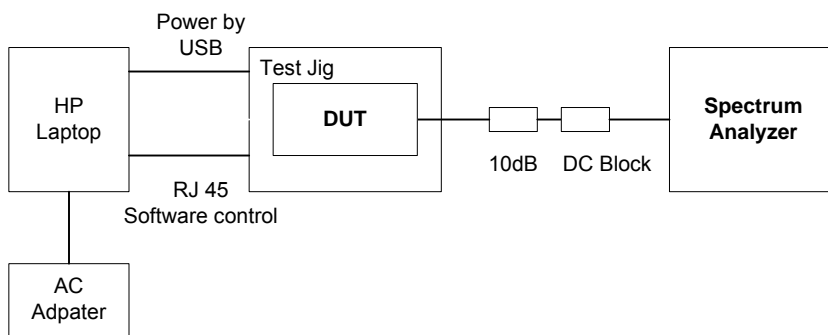 Power by
USB
HP
Laptop
Test Jig
DUT
10dB
DC Block
Spectrum
Analyzer
RJ 45
Software control
AC
Adpater